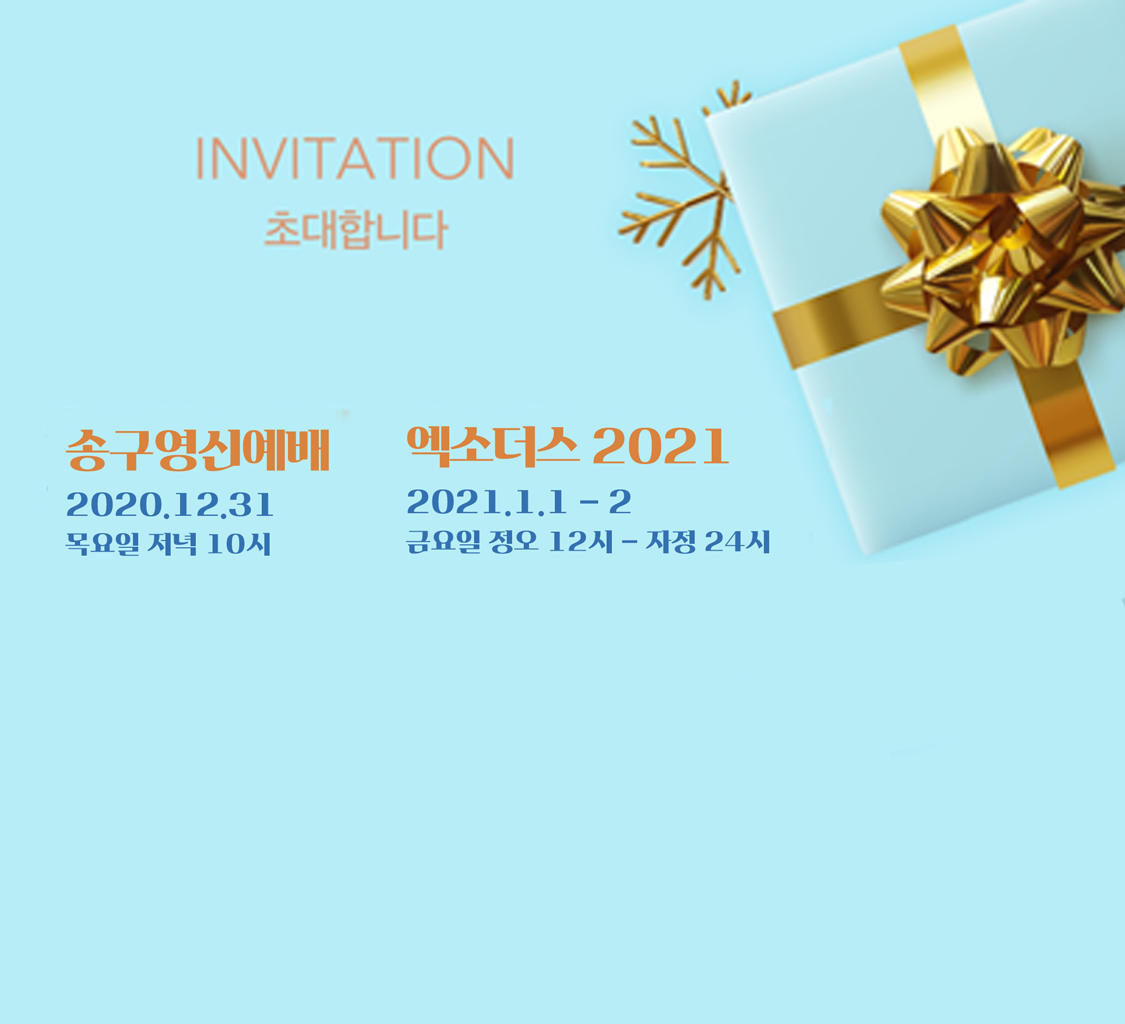 INVITATION
초대합니다
송구영신예배
2020.12.31
목요일 저녁 10시
엑소더스 2021
2021.1.1 – 2
금요일 정오 12시 – 자정 24시